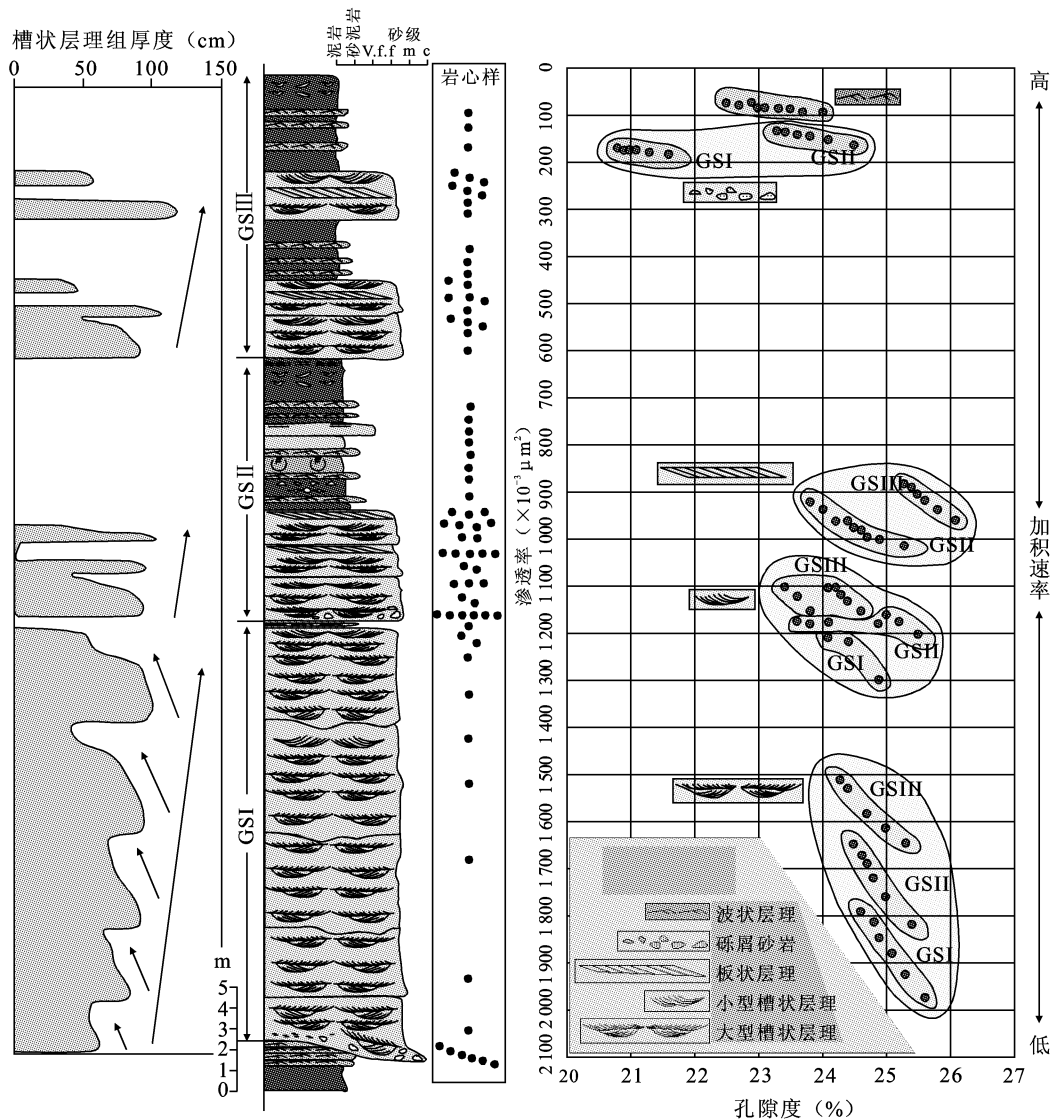 槽状层理组厚度（cm）
0 50 100 150
泥岩
砂泥岩
砂级
V.f.f m c
岩心样
GSIII
GSII
GSI
m
5
4
3
2
1
0
渗透率（×10⁻³μm²）
0
100
200
300
400
500
600
700
800
900
1 000
1 100
1 200
1 300
1 400
1 500
1 600
1 700
1 800
1 900
2 000
2 100
GSI
GSII
GSIII
GSII
GSIII
GSII
GSI
GSIII
GSII
GSI
波状层理
砾屑砂岩
板状层理
小型槽状层理
大型槽状层理
20 21 22 23 24 25 26 27
孔隙度（%）
高
加积速率
低